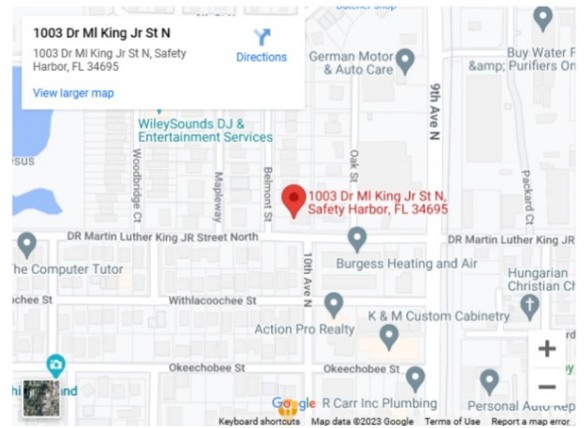 Butcher Shop
1003 Dr Ml King Jr St N
1003 Dr Ml King Jr St N, Safety
Harbor, FL 34695
Directions
View larger map
German Motor
& Auto Care
Buy Water F
&amp; Purifiers On
9th Ave N
WileySounds DJ &
Entertainment Services
sus
Woodbridge Ct
Mapleway
Belmont St
Oak St
Packard Ct
1003 Dr Ml King Jr St N,
Safety Harbor, FL 34695
DR Martin Luther King JR Street North
DR Martin Luther King JR
he Computer Tutor
10th Ave N
Burgess Heating and Air
Hungarian
Christian Ch
chee St
Withlacoochee St
K & M Custom Cabinetry
Action Pro Realty
+
Okeechobee St
Okeechobee St
−
Google
R Carr Inc Plumbing
Personal Auto Rep
Keyboard shortcuts
Map data ©2023 Google
Terms of Use
Report a map error